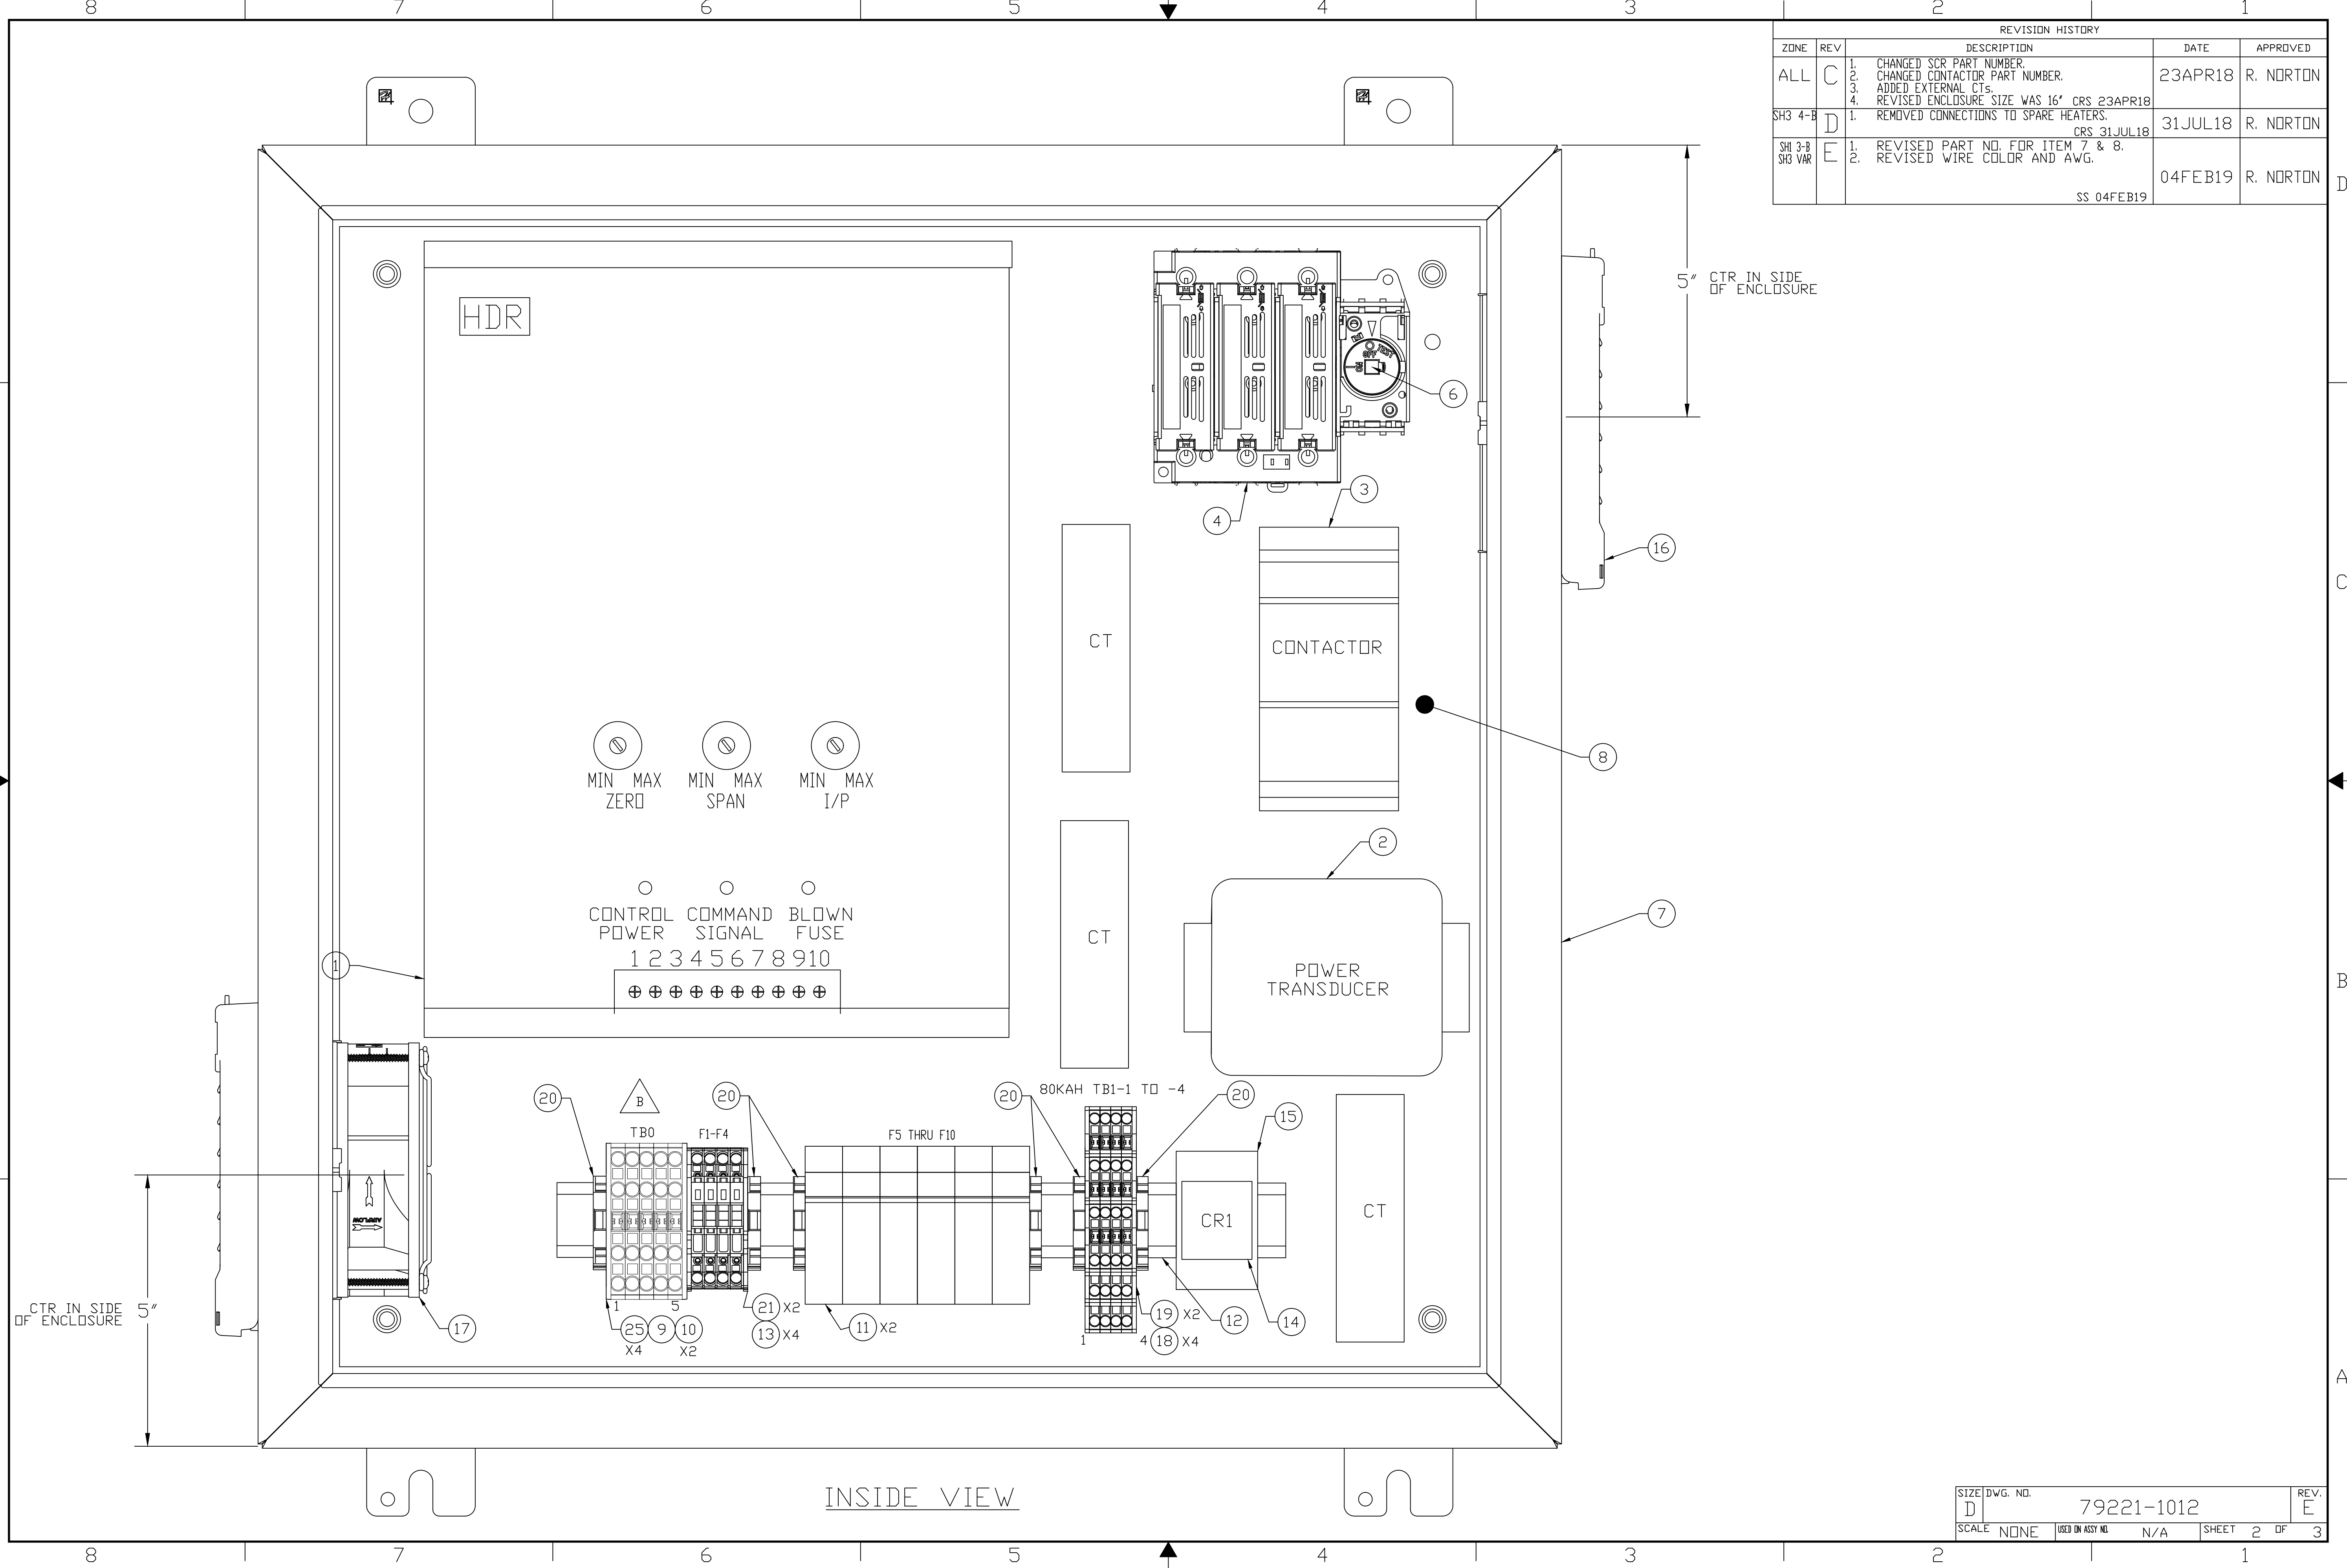 8 7 6 5 4 3 2 1
REVISION HISTORY
ZONE REV DESCRIPTION DATE APPROVED
ALL C 23APR18 R. NORTON
1. CHANGED SCR PART NUMBER.
2. CHANGED CONTACTOR PART NUMBER.
3. ADDED EXTERNAL CTs.
4. REVISED ENCLOSURE SIZE WAS 16" CRS 23APR18
SH3 4-B D 1. REMOVED CONNECTIONS TO SPARE HEATERS. 31JUL18 R. NORTON
CRS 31JUL18
SH1 3-B E 1. REVISED PART NO. FOR ITEM 7 & 8.
SH3 VAR 2. REVISED WIRE COLOR AND AWG.
04FEB19 R. NORTON
SS 04FEB19
D
C
B
A
HDR
5" CTR IN SIDE
OF ENCLOSURE
TEST
OFF
ON
6
3
4
16
CT
CONTACTOR
8
MIN MAX MIN MAX MIN MAX
ZERO SPAN I/P
2
CONTROL COMMAND BLOWN
POWER SIGNAL FUSE
1 2 3 4 5 6 7 8 9 10
1
CT
POWER
TRANSDUCER
7
20
B
20
20
80KAH TB1-1 TO -4
20
15
TB0
F1-F4
F5 THRU F10
AIRFLOW
CR1
CT
CTR IN SIDE 5"
OF ENCLOSURE
17
1 5
25 9 10
X4 X2
21 X2
13 X4
11 X2
1 4
19 X2
18 X4
12
14
INSIDE VIEW
SIZE DWG. NO. REV.
D 79221-1012 E
SCALE NONE USED ON ASSY NO. N/A SHEET 2 OF 3
8 7 6 5 4 3 2 1